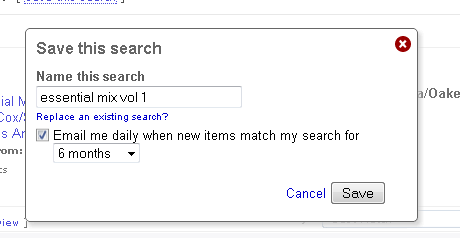 Save this search
Name this search
essential mix vol 1
Replace an existing search?
Email me daily when new items match my search for
6 months
Cancel Save
a/Oake
ial M
Cox/S
s An
rom:
cs
view ]